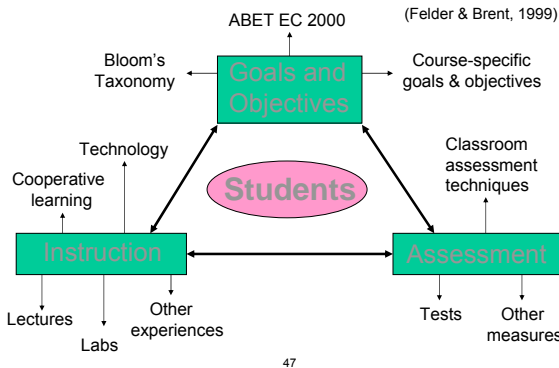 ABET EC 2000
(Felder & Brent, 1999)
Bloom's
Taxonomy
Goals and
Objectives
Course-specific
goals & objectives
Technology
Classroom
assessment
techniques
Cooperative
learning
Students
Instruction
Assessment
Lectures
Labs
Other
experiences
Tests
Other
measures
47